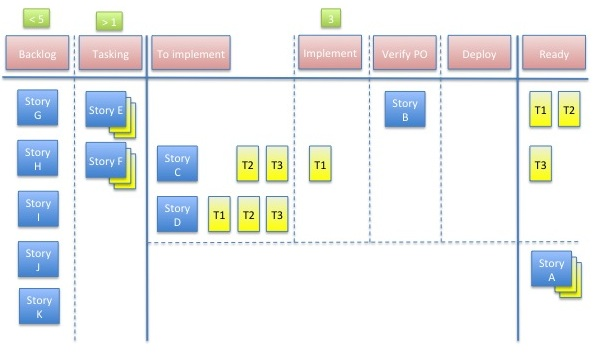 < 5
> 1
3
Backlog
Tasking
To implement
Implement
Verify PO
Deploy
Ready
Story
G
Story E
Story
B
T1
T2
Story
H
Story F
Story
C
T2
T3
T1
T3
Story
I
Story
D
T1
T2
T3
Story
J
Story
A
Story
K